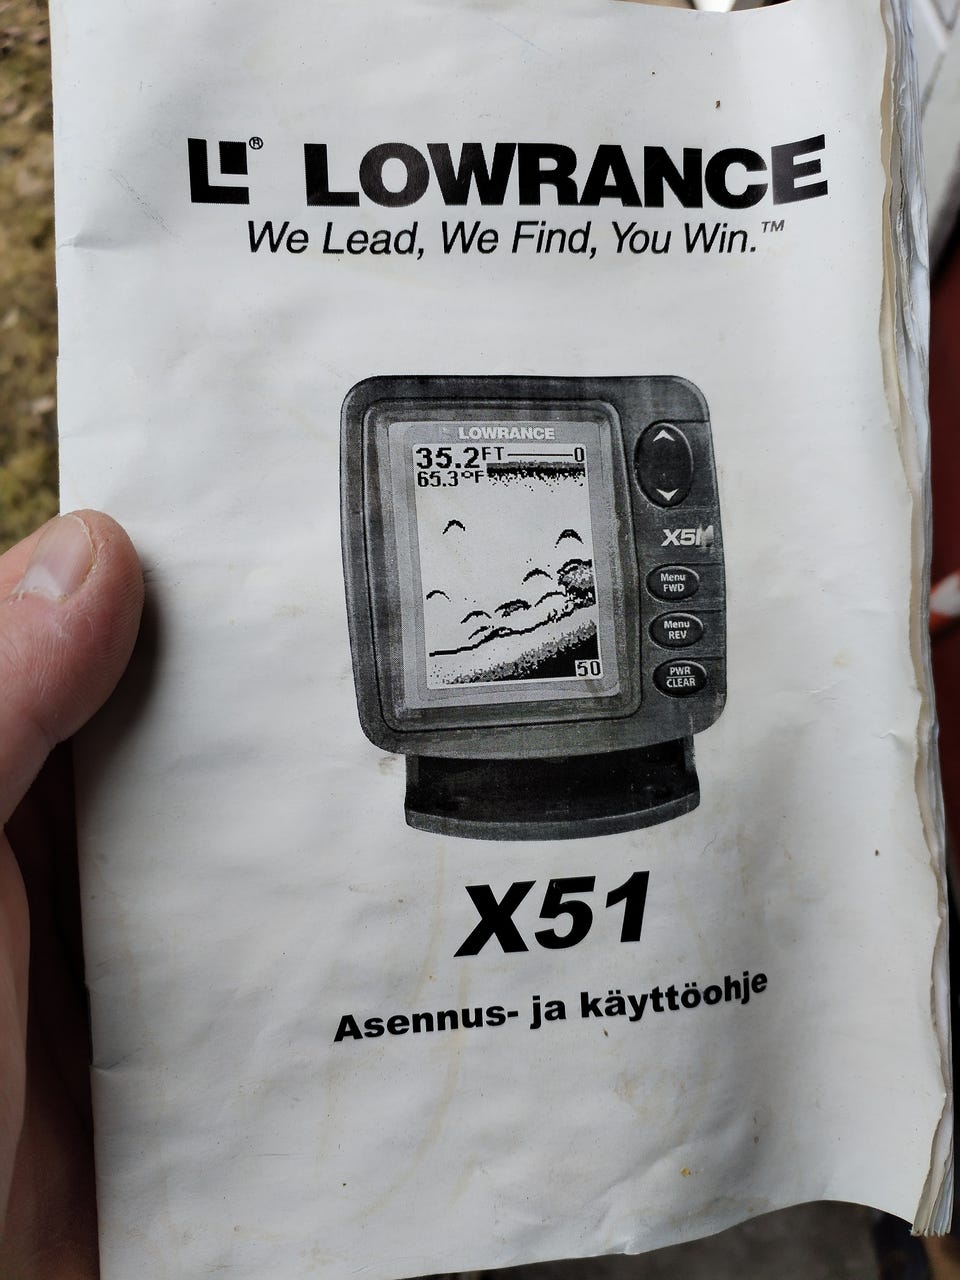 LOWRANCE
We Lead, We Find, You Win.™
LOWRANCE
35.2FT 0
65.3°F
50
Menu
FWD
Menu
REV
PWR
CLEAR
X51
Asennus- ja käyttöohje